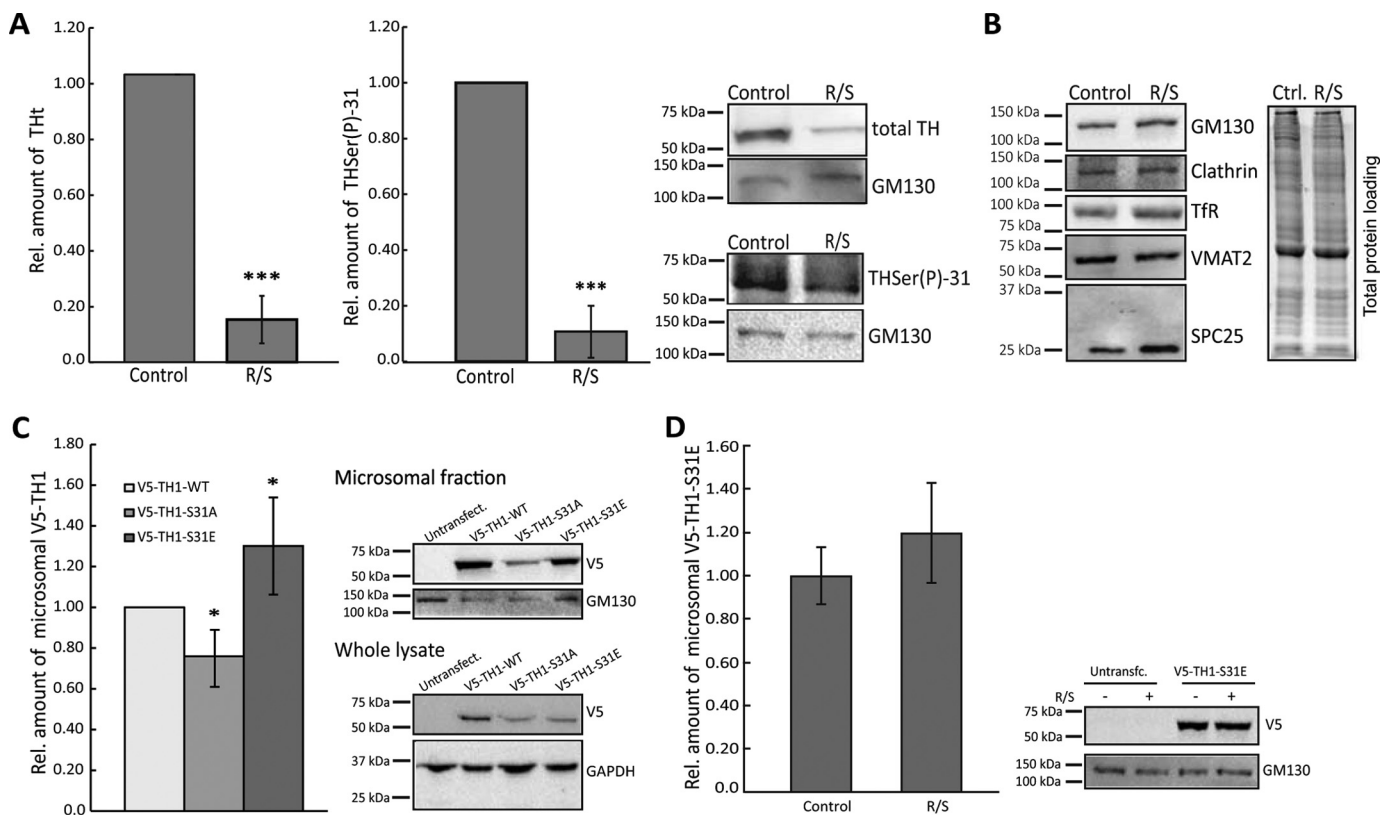 A
Rel. amount of THt
1.20
1.00
0.80
0.60
0.40
0.20
0.0
***
Control
R/S
Rel. amount of THSer(P)-31
1.20
1.00
0.80
0.60
0.40
0.20
0.0
***
Control
R/S
Control R/S
75 kDa
50 kDa
total TH
150 kDa
100 kDa
GM130
Control R/S
75 kDa
50 kDa
THSer(P)-31
150 kDa
100 kDa
GM130
B
Control R/S
150 kDa
100 kDa
GM130
150 kDa
100 kDa
Clathrin
100 kDa
75 kDa
TfR
75 kDa
50 kDa
VMAT2
37 kDa
25 kDa
SPC25
Ctrl. R/S
Total protein loading
C
Rel. amount of microsomal V5-TH1
1.80
1.60
1.40
1.20
1.00
0.80
0.60
0.40
0.20
0.0
V5-TH1-WT
V5-TH1-S31A
V5-TH1-S31E
*
*
Microsomal fraction
Untransfect.
V5-TH1-WT
V5-TH1-S31A
V5-TH1-S31E
75 kDa
50 kDa
V5
150 kDa
100 kDa
GM130
Whole lysate
Untransfect.
V5-TH1-WT
V5-TH1-S31A
V5-TH1-S31E
75 kDa
50 kDa
V5
37 kDa
25 kDa
GAPDH
D
Rel. amount of microsomal V5-TH1-S31E
1.60
1.40
1.20
1.00
0.80
0.60
0.40
0.20
0.0
Control
R/S
Untransfc. V5-TH1-S31E
R/S - + - +
75 kDa
50 kDa
V5
150 kDa
100 kDa
GM130